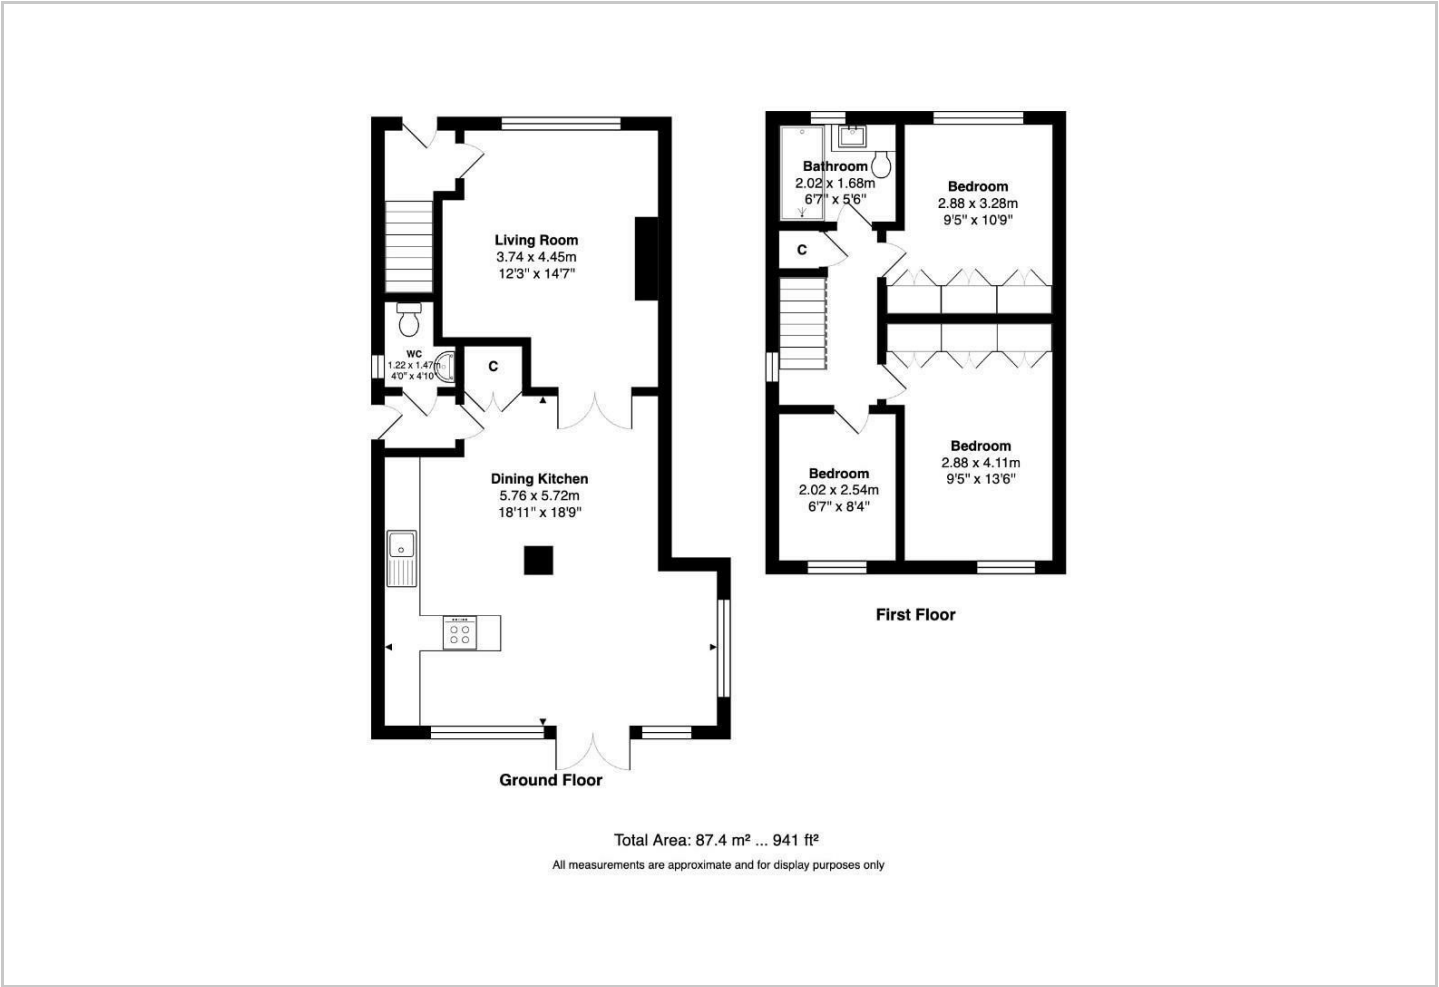 Living Room
3.74 x 4.45m
12'3" x 14'7"
WC
1.22 x 1.47m
4'0" x 4'10"
C
Dining Kitchen
5.76 x 5.72m
18'11" x 18'9"
Ground Floor
Bathroom
2.02 x 1.68m
6'7" x 5'6"
C
Bedroom
2.88 x 3.28m
9'5" x 10'9"
Bedroom
2.02 x 2.54m
6'7" x 8'4"
Bedroom
2.88 x 4.11m
9'5" x 13'6"
First Floor
Total Area: 87.4 m² ... 941 ft²
All measurements are approximate and for display purposes only